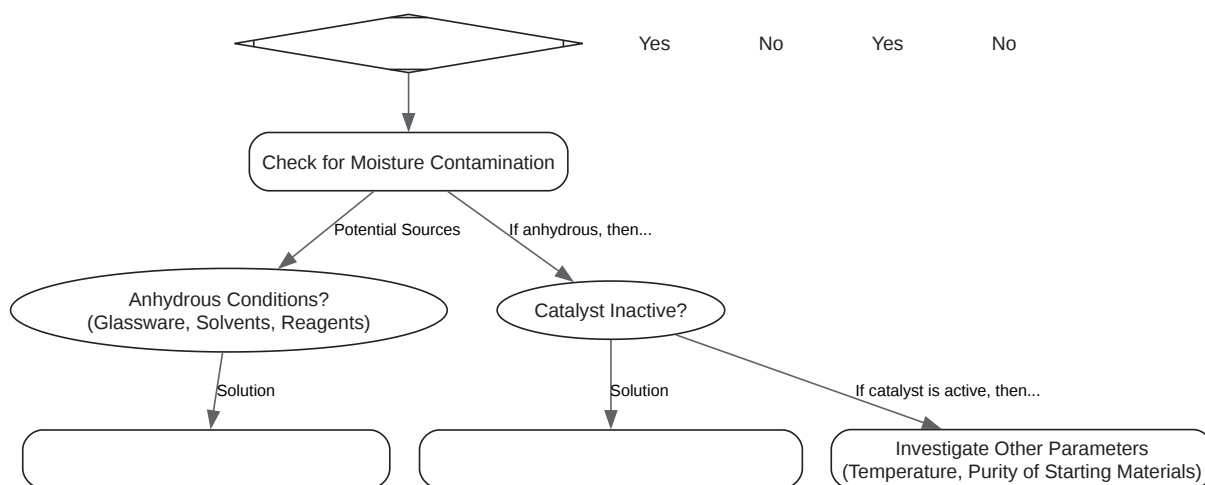 Yes
No
Yes
No
Check for Moisture Contamination
Potential Sources
If anhydrous, then...
Anhydrous Conditions?
(Glassware, Solvents, Reagents)
Catalyst Inactive?
Solution
Solution
If catalyst is active, then...
Investigate Other Parameters
(Temperature, Purity of Starting Materials)